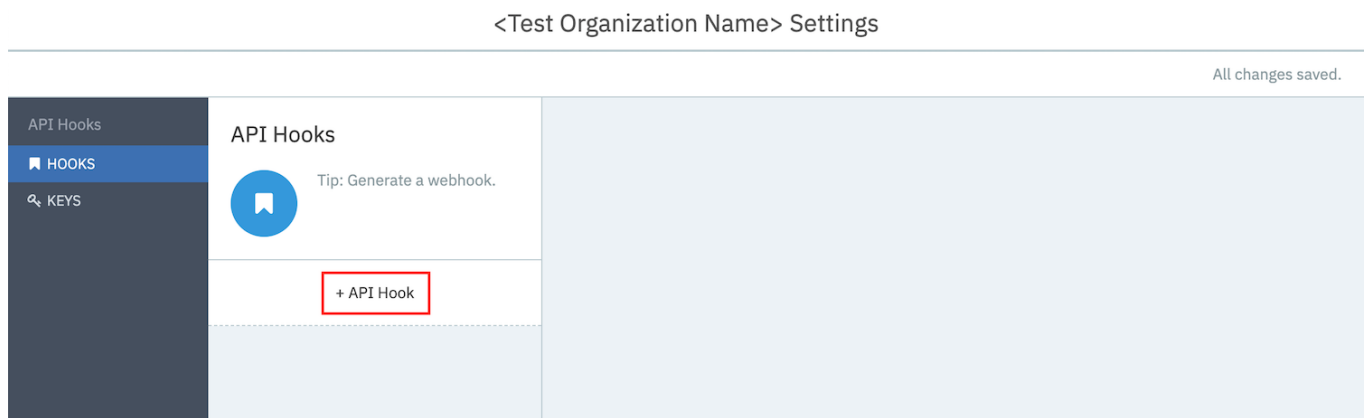 <Test Organization Name> Settings
All changes saved.
API Hooks
HOOKS
KEYS
API Hooks
Tip: Generate a webhook.
+ API Hook